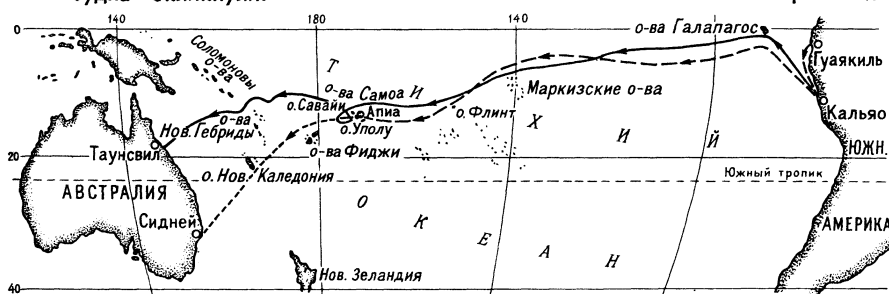 140
180
140
0
Соломоновы
о-ва
Т
И
Х
И
Й
о-ва Галапагос
Гуаякиль
о-ва Самоа
о.Савайи
Апиа
о.Уполу
о. Флинт
Маркизские о-ва
Кальяо
о-ва
Нов. Гебриды
Таунсвил
о-ва Фиджи
ЮЖН.
20
о. Нов. Каледония
Южный тропик
АВСТРАЛИЯ
Сидней
О
К
Е
А
Н
АМЕРИКА
Нов. Зеландия
40